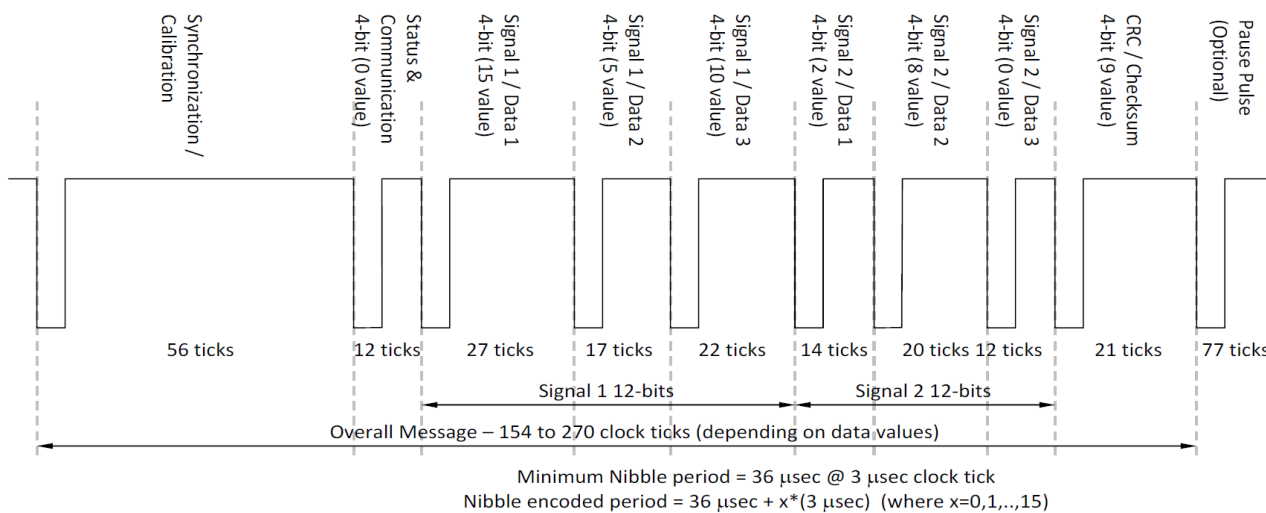 Synchronization /
Calibration
Status &
Communication
4-bit (0 value)
Signal 1 / Data 1
4-bit (15 value)
Signal 1 / Data 2
4-bit (5 value)
Signal 1 / Data 3
4-bit (10 value)
Signal 2 / Data 1
4-bit (2 value)
Signal 2 / Data 2
4-bit (8 value)
Signal 2 / Data 3
4-bit (0 value)
CRC / Checksum
4-bit (9 value)
Pause Pulse
(Optional)
56 ticks
12 ticks
27 ticks
17 ticks
22 ticks
14 ticks
20 ticks
12 ticks
21 ticks
77 ticks
Signal 1 12-bits
Signal 2 12-bits
Overall Message – 154 to 270 clock ticks (depending on data values)
Minimum Nibble period = 36 μsec @ 3 μsec clock tick
Nibble encoded period = 36 μsec + x*(3 μsec) (where x=0,1,..,15)